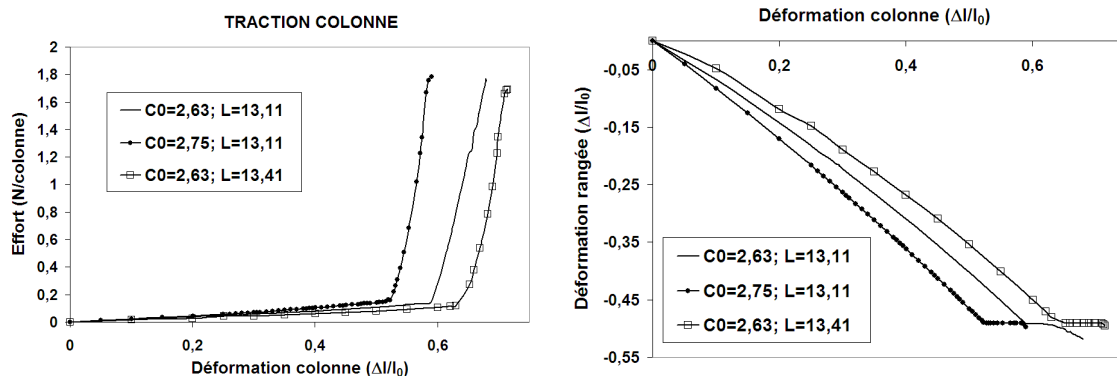 TRACTION COLONNE
Effort (N/colonne)
2
1,8
1,6
1,4
1,2
1
0,8
0,6
0,4
0,2
0
C0=2,63; L=13,11
C0=2,75; L=13,11
C0=2,63; L=13,41
0
0,2
0,4
0,6
Déformation colonne (Δl/l₀)
Déformation colonne (Δl/l₀)
0
0,2
0,4
0,6
Déformation rangée (Δl/l₀)
-0,05
-0,15
-0,25
-0,35
-0,45
-0,55
C0=2,63; L=13,11
C0=2,75; L=13,11
C0=2,63; L=13,41